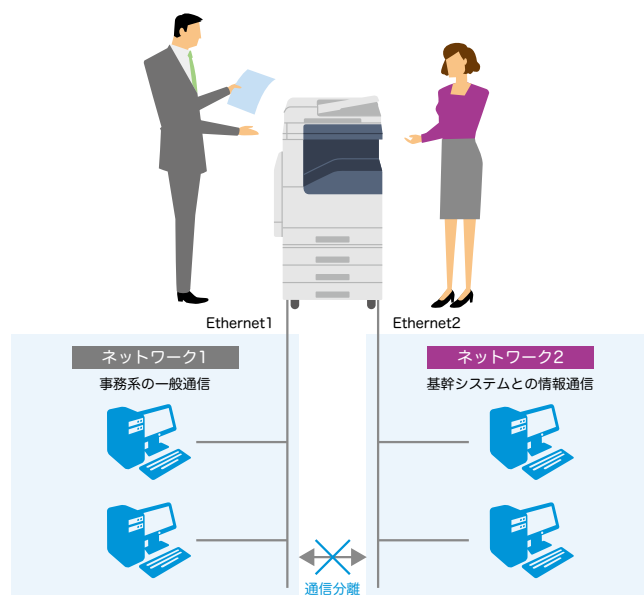 Ethernet1
Ethernet2
ネットワーク1
事務系の一般通信
ネットワーク2
基幹システムとの情報通信
通信分離